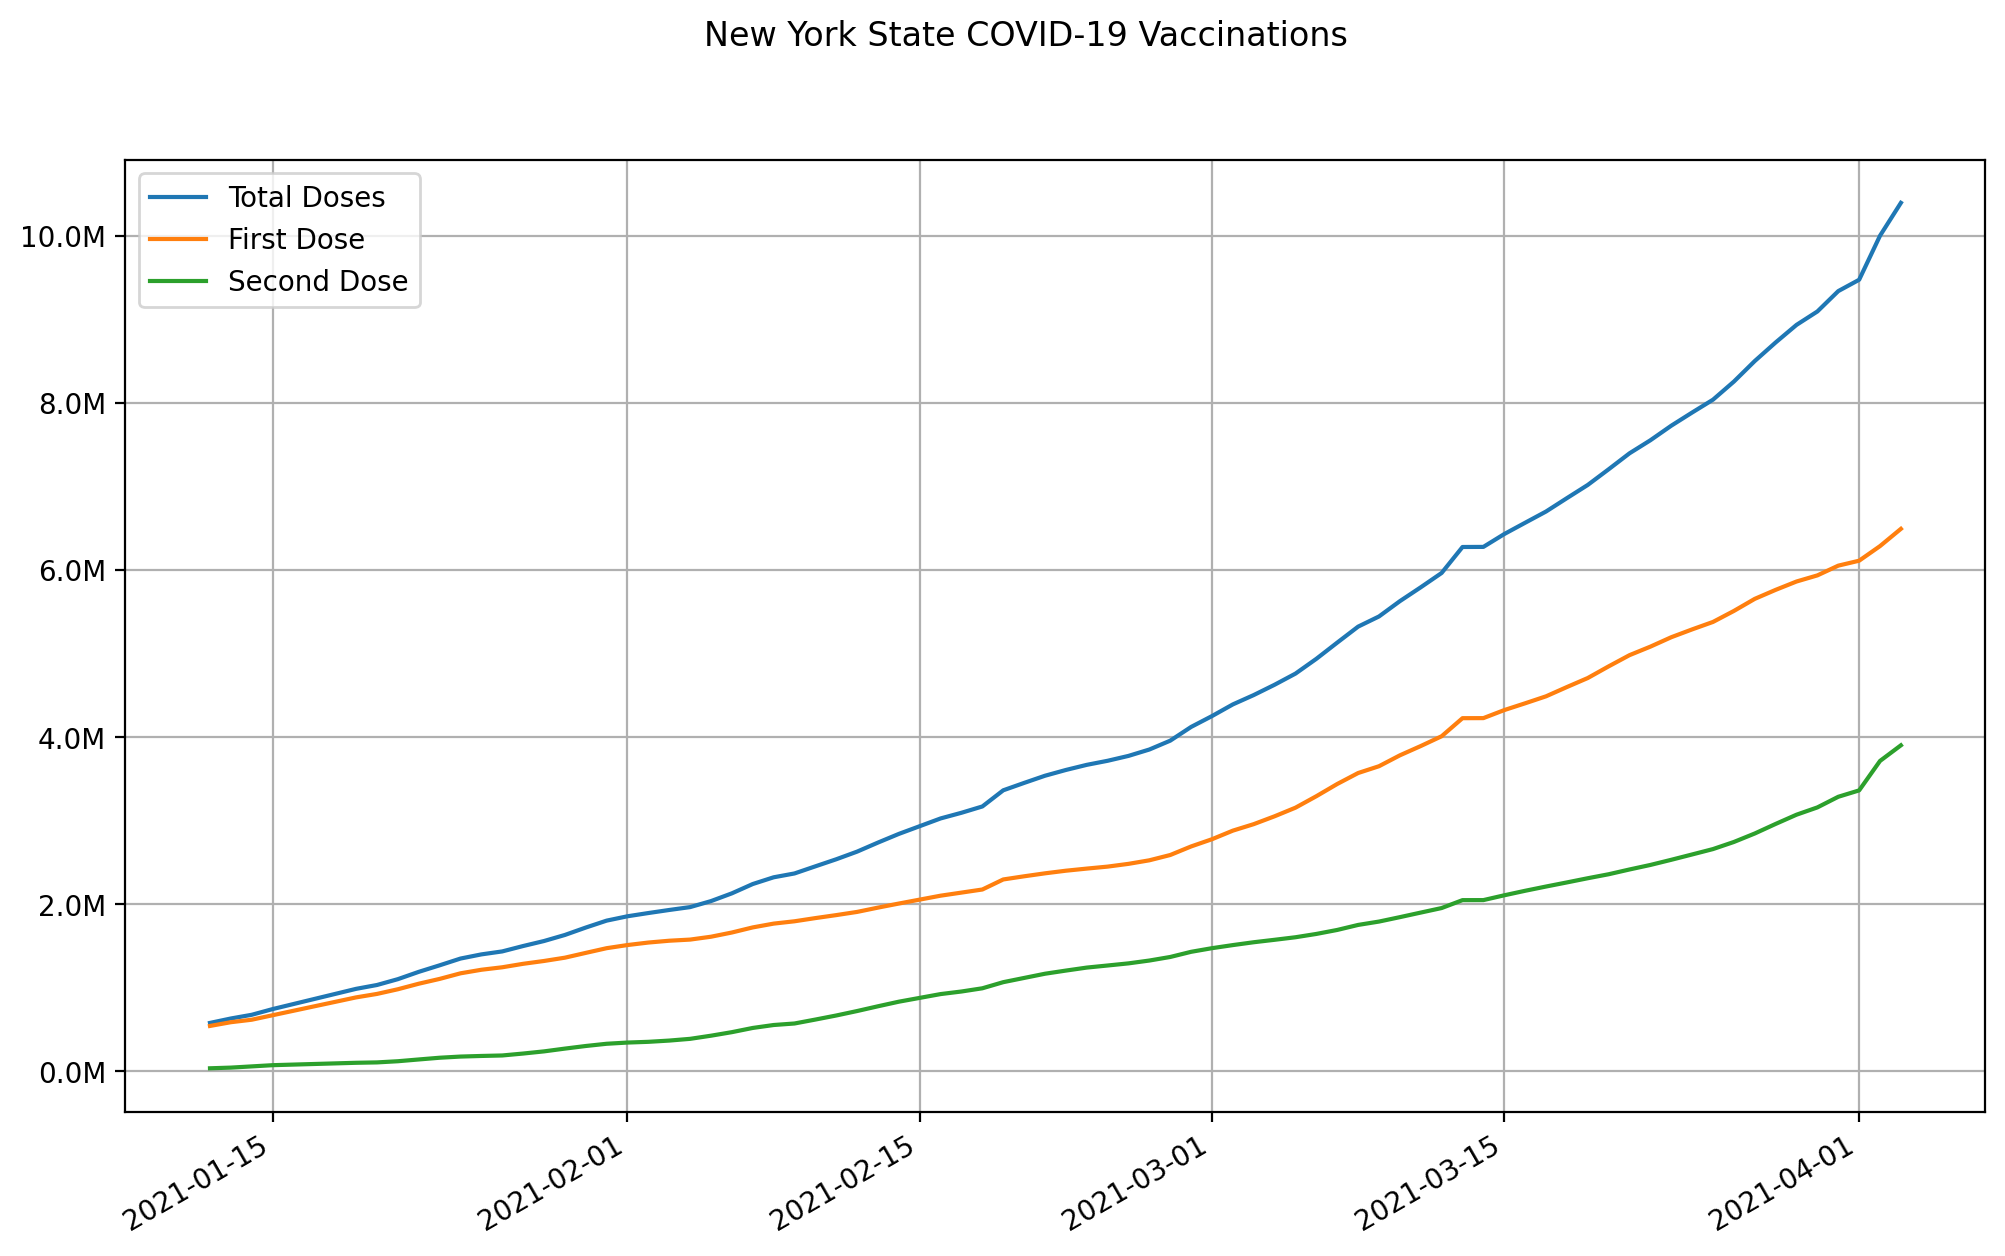 New York State COVID-19 Vaccinations
Total Doses
First Dose
Second Dose
10.0M
8.0M
6.0M
4.0M
2.0M
0.0M
2021-01-15
2021-02-01
2021-02-15
2021-03-01
2021-03-15
2021-04-01